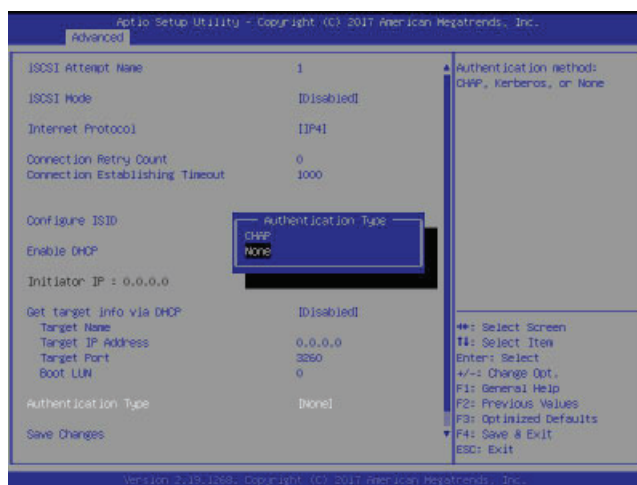 Aptio Setup Utility - Copyright (C) 2017 American Megatrends, Inc.
Advanced
iSCSI Attempt Name 1
iSCSI Mode [Disabled]
Internet Protocol [IP4]
Connection Retry Count 0
Connection Establishing Timeout 1000
Configure ISID
Enable DHCP
Initiator IP : 0.0.0.0
Get target info via DHCP [Disabled]
Target Name
Target IP Address 0.0.0.0
Target Port 3260
Boot LUN 0
Authentication Type [None]
Save Changes
Authentication Type
CHAP
None
Authentication method:
CHAP, Kerberos, or None
: Select Screen
: Select Item
Enter: Select
+/-: Change Opt.
F1: General Help
F2: Previous Values
F3: Optimized Defaults
F4: Save & Exit
ESC: Exit
Version 2.19.1268. Copyright (C) 2017 American Megatrends, Inc.